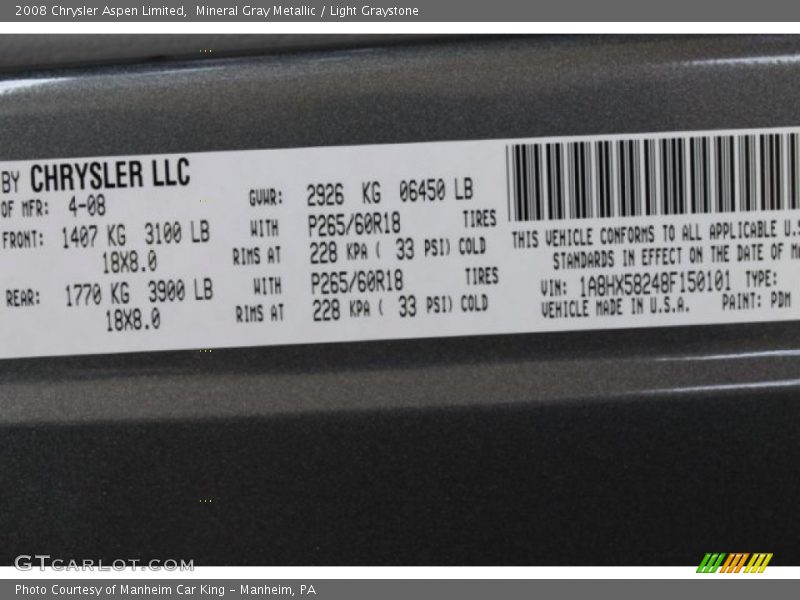 2008 Chrysler Aspen Limited, Mineral Gray Metallic / Light Graystone
BY CHRYSLER LLC
OF MFR: 4-08 GVWR: 2926 KG 06450 LB
FRONT: 1407 KG 3100 LB WITH P265/60R18 TIRES
18X8.0 RIMS AT 228 KPA ( 33 PSI) COLD
REAR: 1770 KG 3900 LB WITH P265/60R18 TIRES
18X8.0 RIMS AT 228 KPA ( 33 PSI) COLD
THIS VEHICLE CONFORMS TO ALL APPLICABLE U.S
STANDARDS IN EFFECT ON THE DATE OF MA
VIN: 1A8HX58248F150101 TYPE:
VEHICLE MADE IN U.S.A. PAINT: PDM
GTCARLOT.COM
Photo Courtesy of Manheim Car King - Manheim, PA